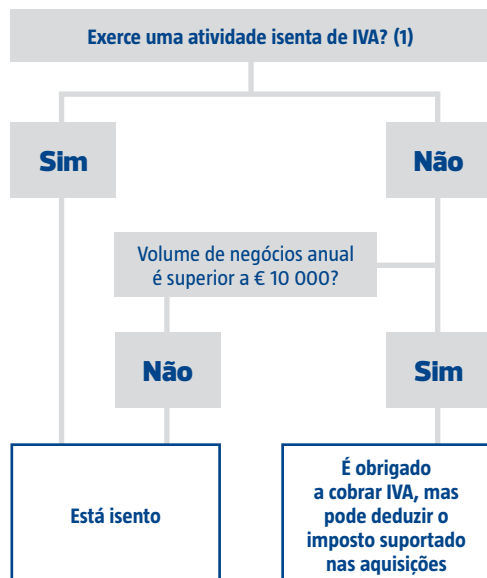 Exerce uma atividade isenta de IVA? (1)
Sim
Não
Volume de negócios anual
é superior a € 10 000?
Não
Sim
Está isento
É obrigado
a cobrar IVA, mas
pode deduzir o
imposto suportado
nas aquisições